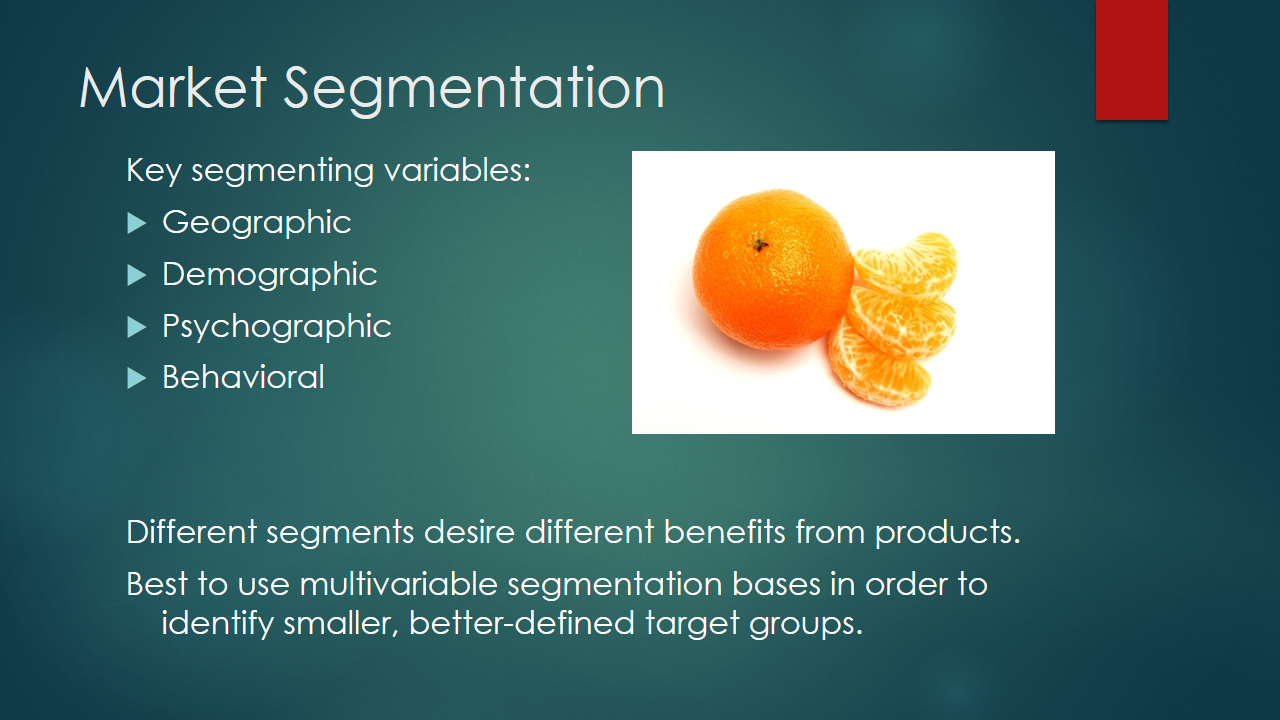 Market Segmentation
Key segmenting variables:
Geographic
Demographic
Psychographic
Behavioral
Different segments desire different benefits from products.
Best to use multivariable segmentation bases in order to
identify smaller, better-defined target groups.